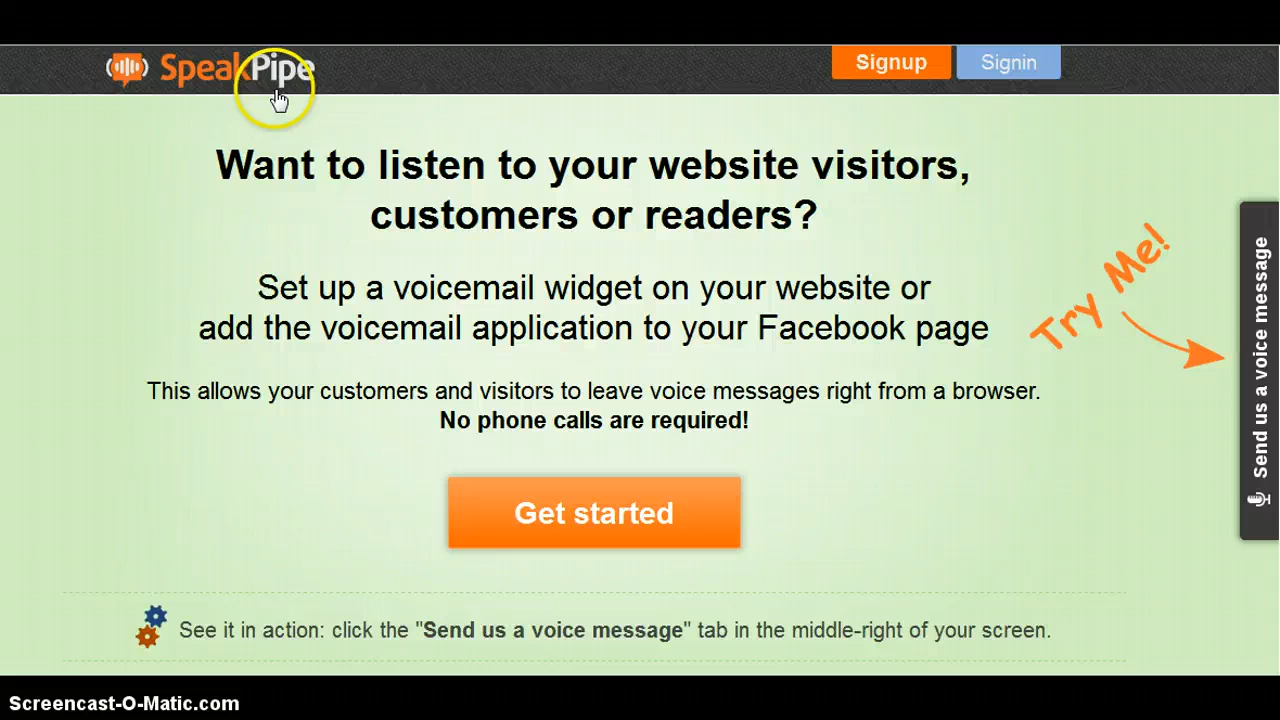 SpeakPipe
Signup
Signin
Want to listen to your website visitors,
customers or readers?
Set up a voicemail widget on your website or
add the voicemail application to your Facebook page
This allows your customers and visitors to leave voice messages right from a browser.
No phone calls are required!
Try Me!
Send us a voice message
Get started
See it in action: click the "Send us a voice message" tab in the middle-right of your screen.
Screencast-O-Matic.com